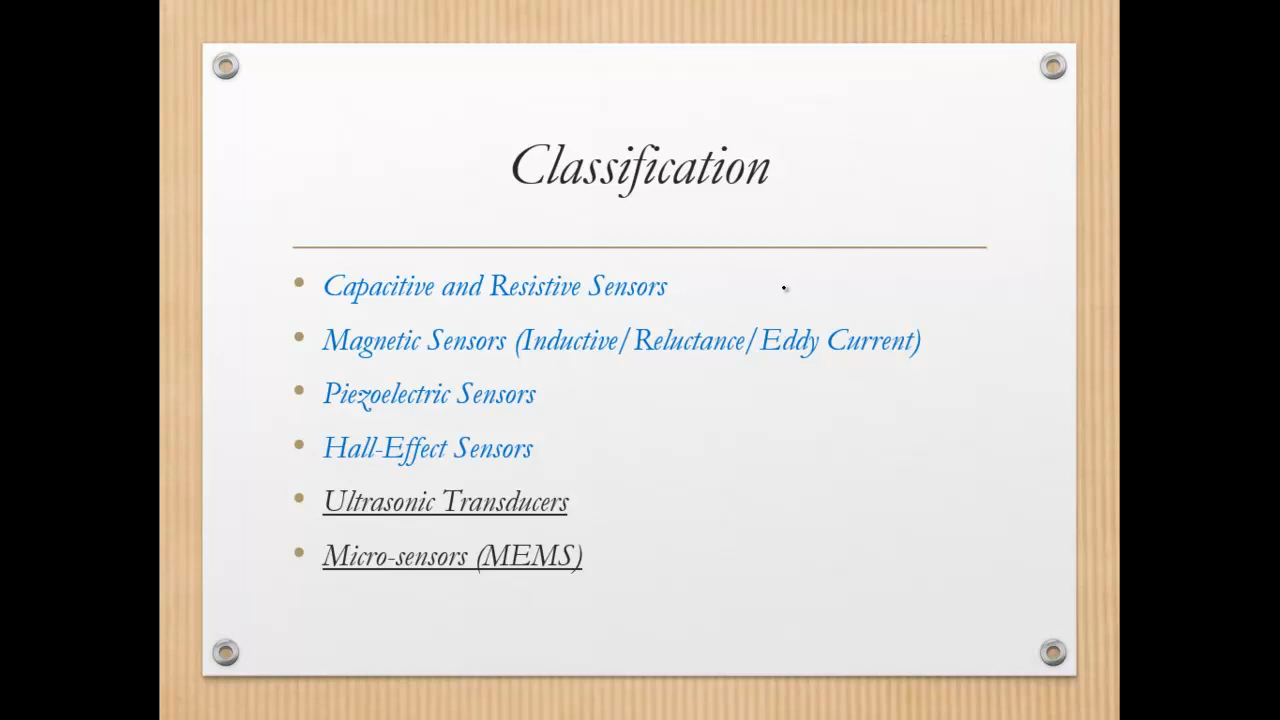 Classification
• Capacitive and Resistive Sensors
• Magnetic Sensors (Inductive/Reluctance/Eddy Current)
• Piezoelectric Sensors
• Hall-Effect Sensors
• Ultrasonic Transducers
• Micro-sensors (MEMS)